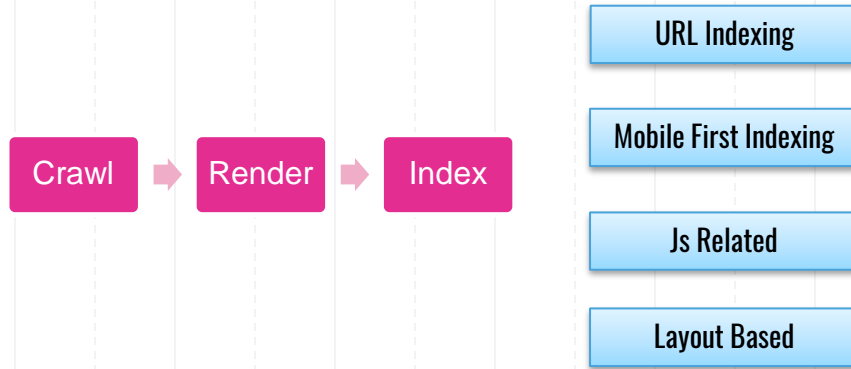 Crawl
Render
Index
URL Indexing
Mobile First Indexing
Js Related
Layout Based